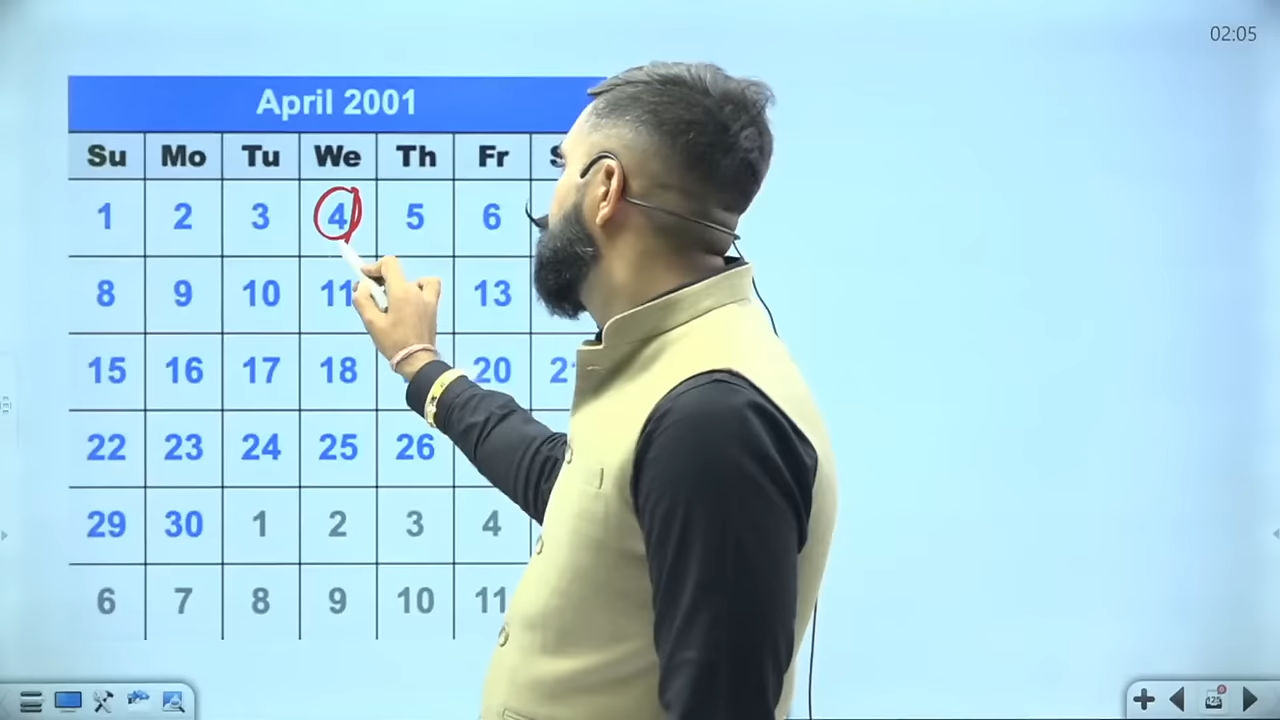 02:05
April 2001
Su Mo Tu We Th Fr
1 2 3 4 5 6
8 9 10 11 13
15 16 17 18 20
22 23 24 25 26
29 30 1 2 3 4
6 7 8 9 10 11